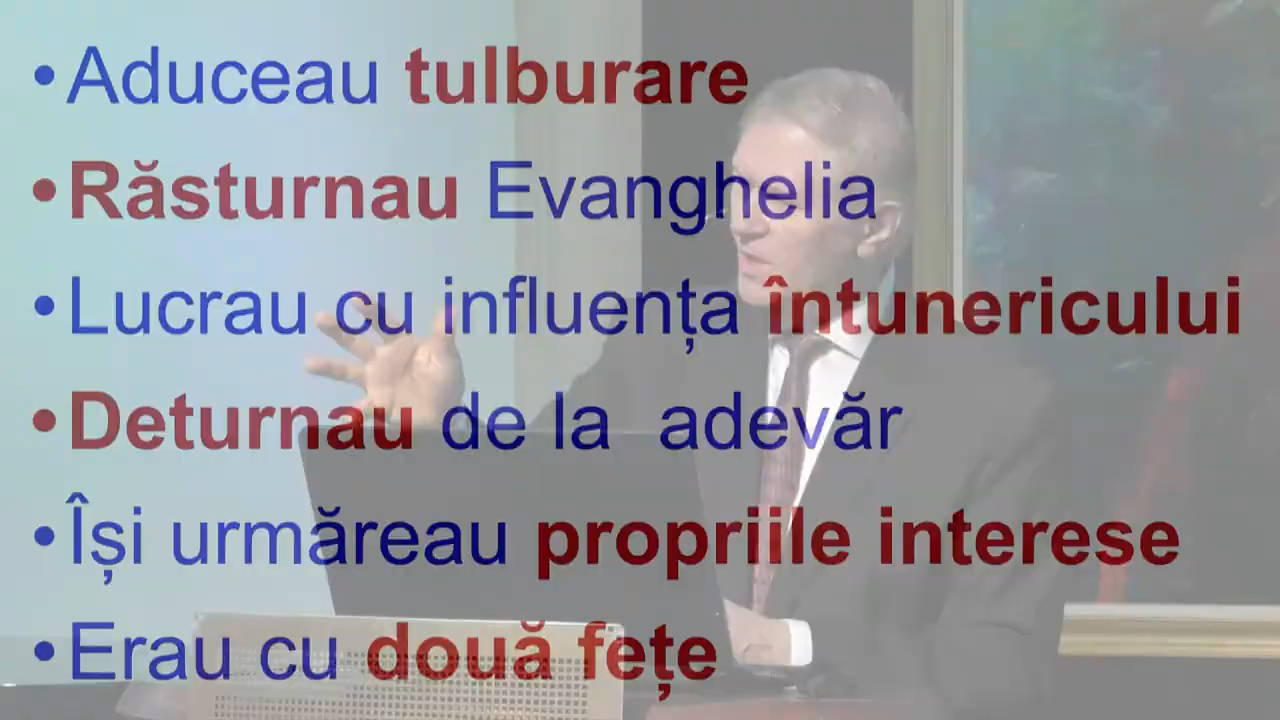 • Aduceau tulburare
• Răsturnau Evanghelia
• Lucrau cu influența întunericului
• Deturnau de la  adevăr
• Își urmăreau propriile interese
• Erau cu două fețe